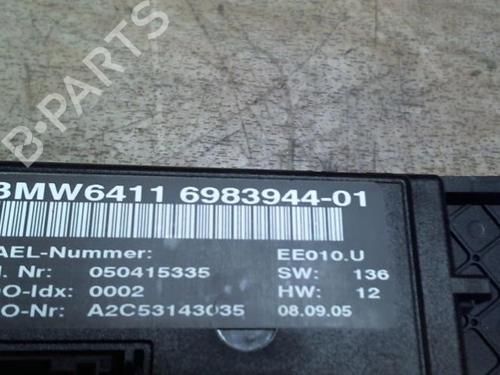 B-PARTS
BMW6411 6983944-01
AEL-Nummer: EE010.U
Nr: 050415335 SW: 136
O-Idx: 0002 HW: 12
O-Nr: A2C53143035 08.09.05